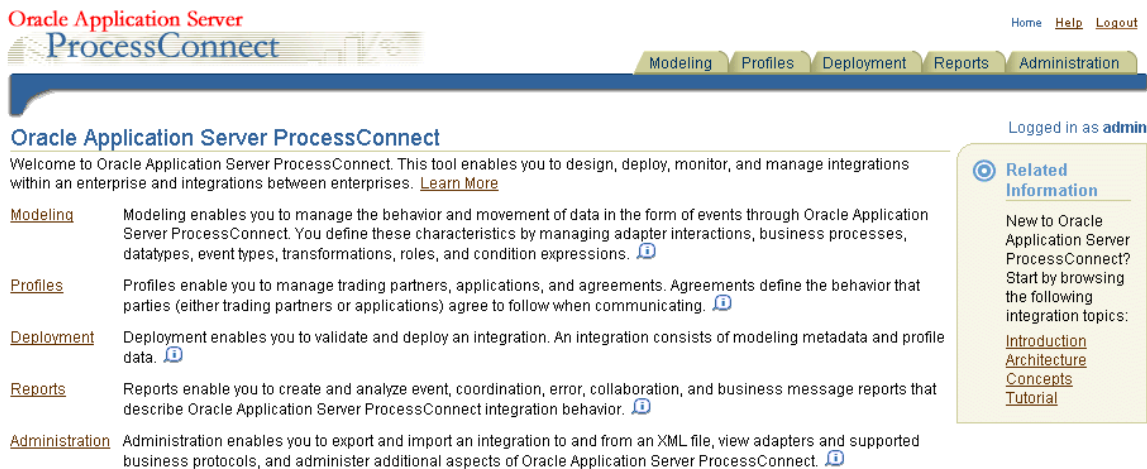 Oracle Application Server
ProcessConnect
Home Help Logout
Modeling Profiles Deployment Reports Administration
Logged in as admin
Oracle Application Server ProcessConnect
Welcome to Oracle Application Server ProcessConnect. This tool enables you to design, deploy, monitor, and manage integrations
within an enterprise and integrations between enterprises. Learn More
Modeling
Modeling enables you to manage the behavior and movement of data in the form of events through Oracle Application
Server ProcessConnect. You define these characteristics by managing adapter interactions, business processes,
datatypes, event types, transformations, roles, and condition expressions.
Profiles
Profiles enable you to manage trading partners, applications, and agreements. Agreements define the behavior that
parties (either trading partners or applications) agree to follow when communicating.
Deployment
Deployment enables you to validate and deploy an integration. An integration consists of modeling metadata and profile
data.
Reports
Reports enable you to create and analyze event, coordination, error, collaboration, and business message reports that
describe Oracle Application Server ProcessConnect integration behavior.
Administration
Administration enables you to export and import an integration to and from an XML file, view adapters and supported
business protocols, and administer additional aspects of Oracle Application Server ProcessConnect.
Related
Information
New to Oracle
Application Server
ProcessConnect?
Start by browsing
the following
integration topics:
Introduction
Architecture
Concepts
Tutorial